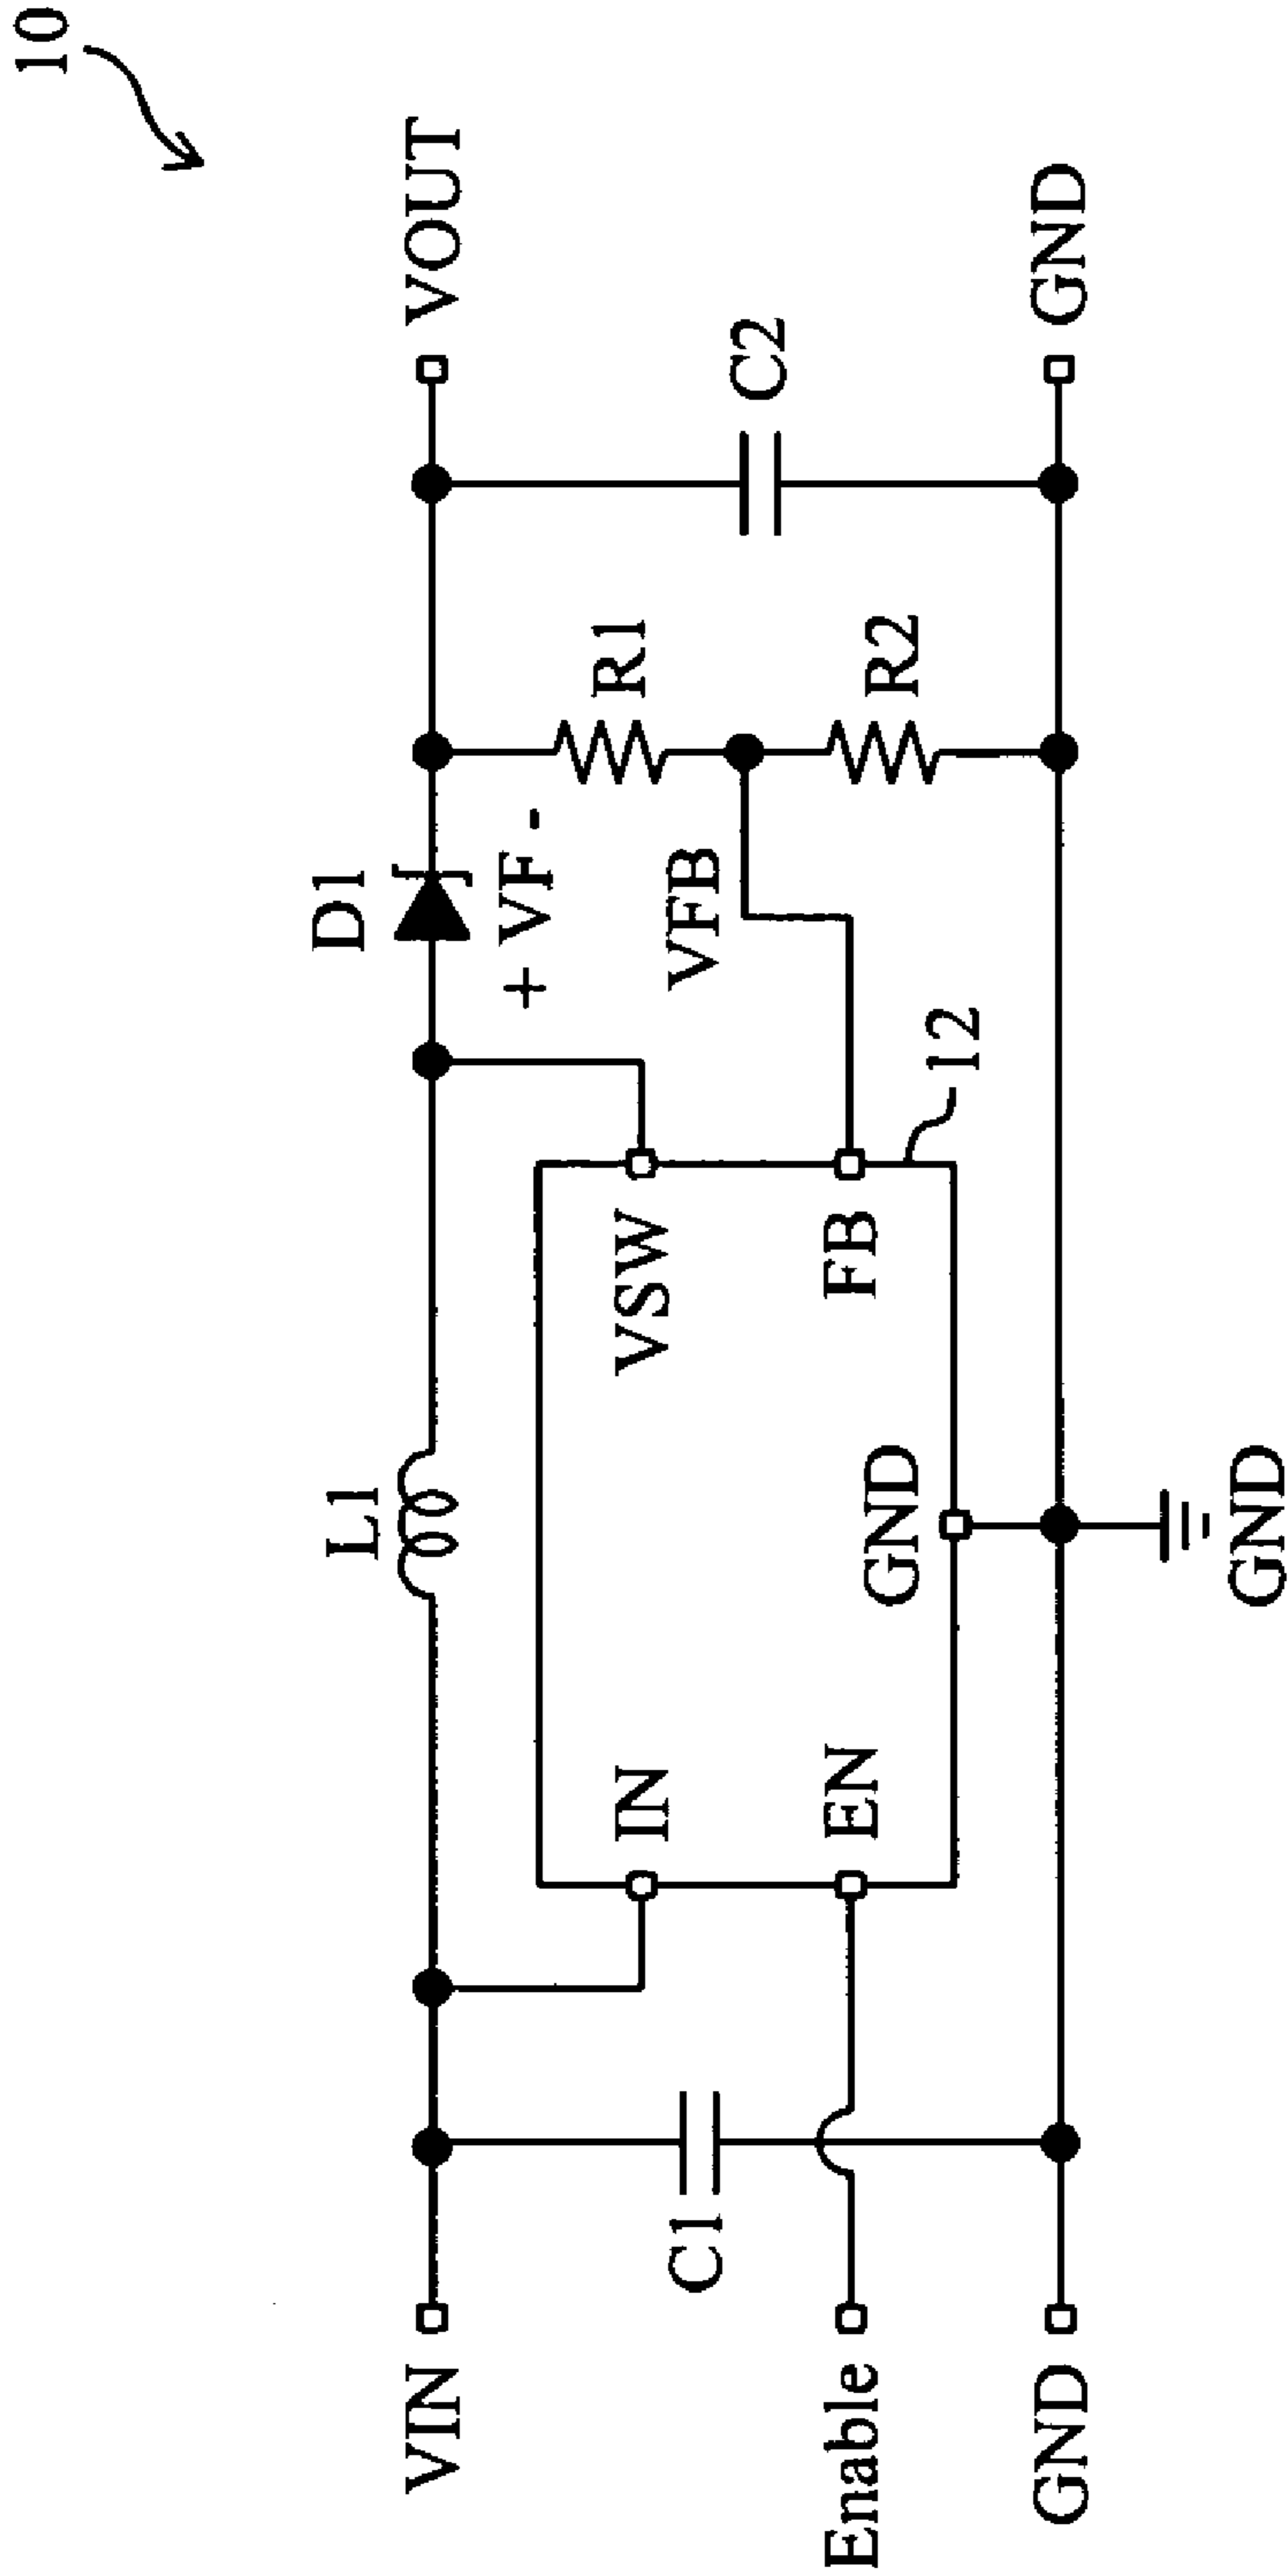 10
L1
D1
VIN
VOUT
+ VF -
IN
VSW
C1
R1
VFB
C2
EN
FB
Enable
GND
R2
12
GND
GND
GND